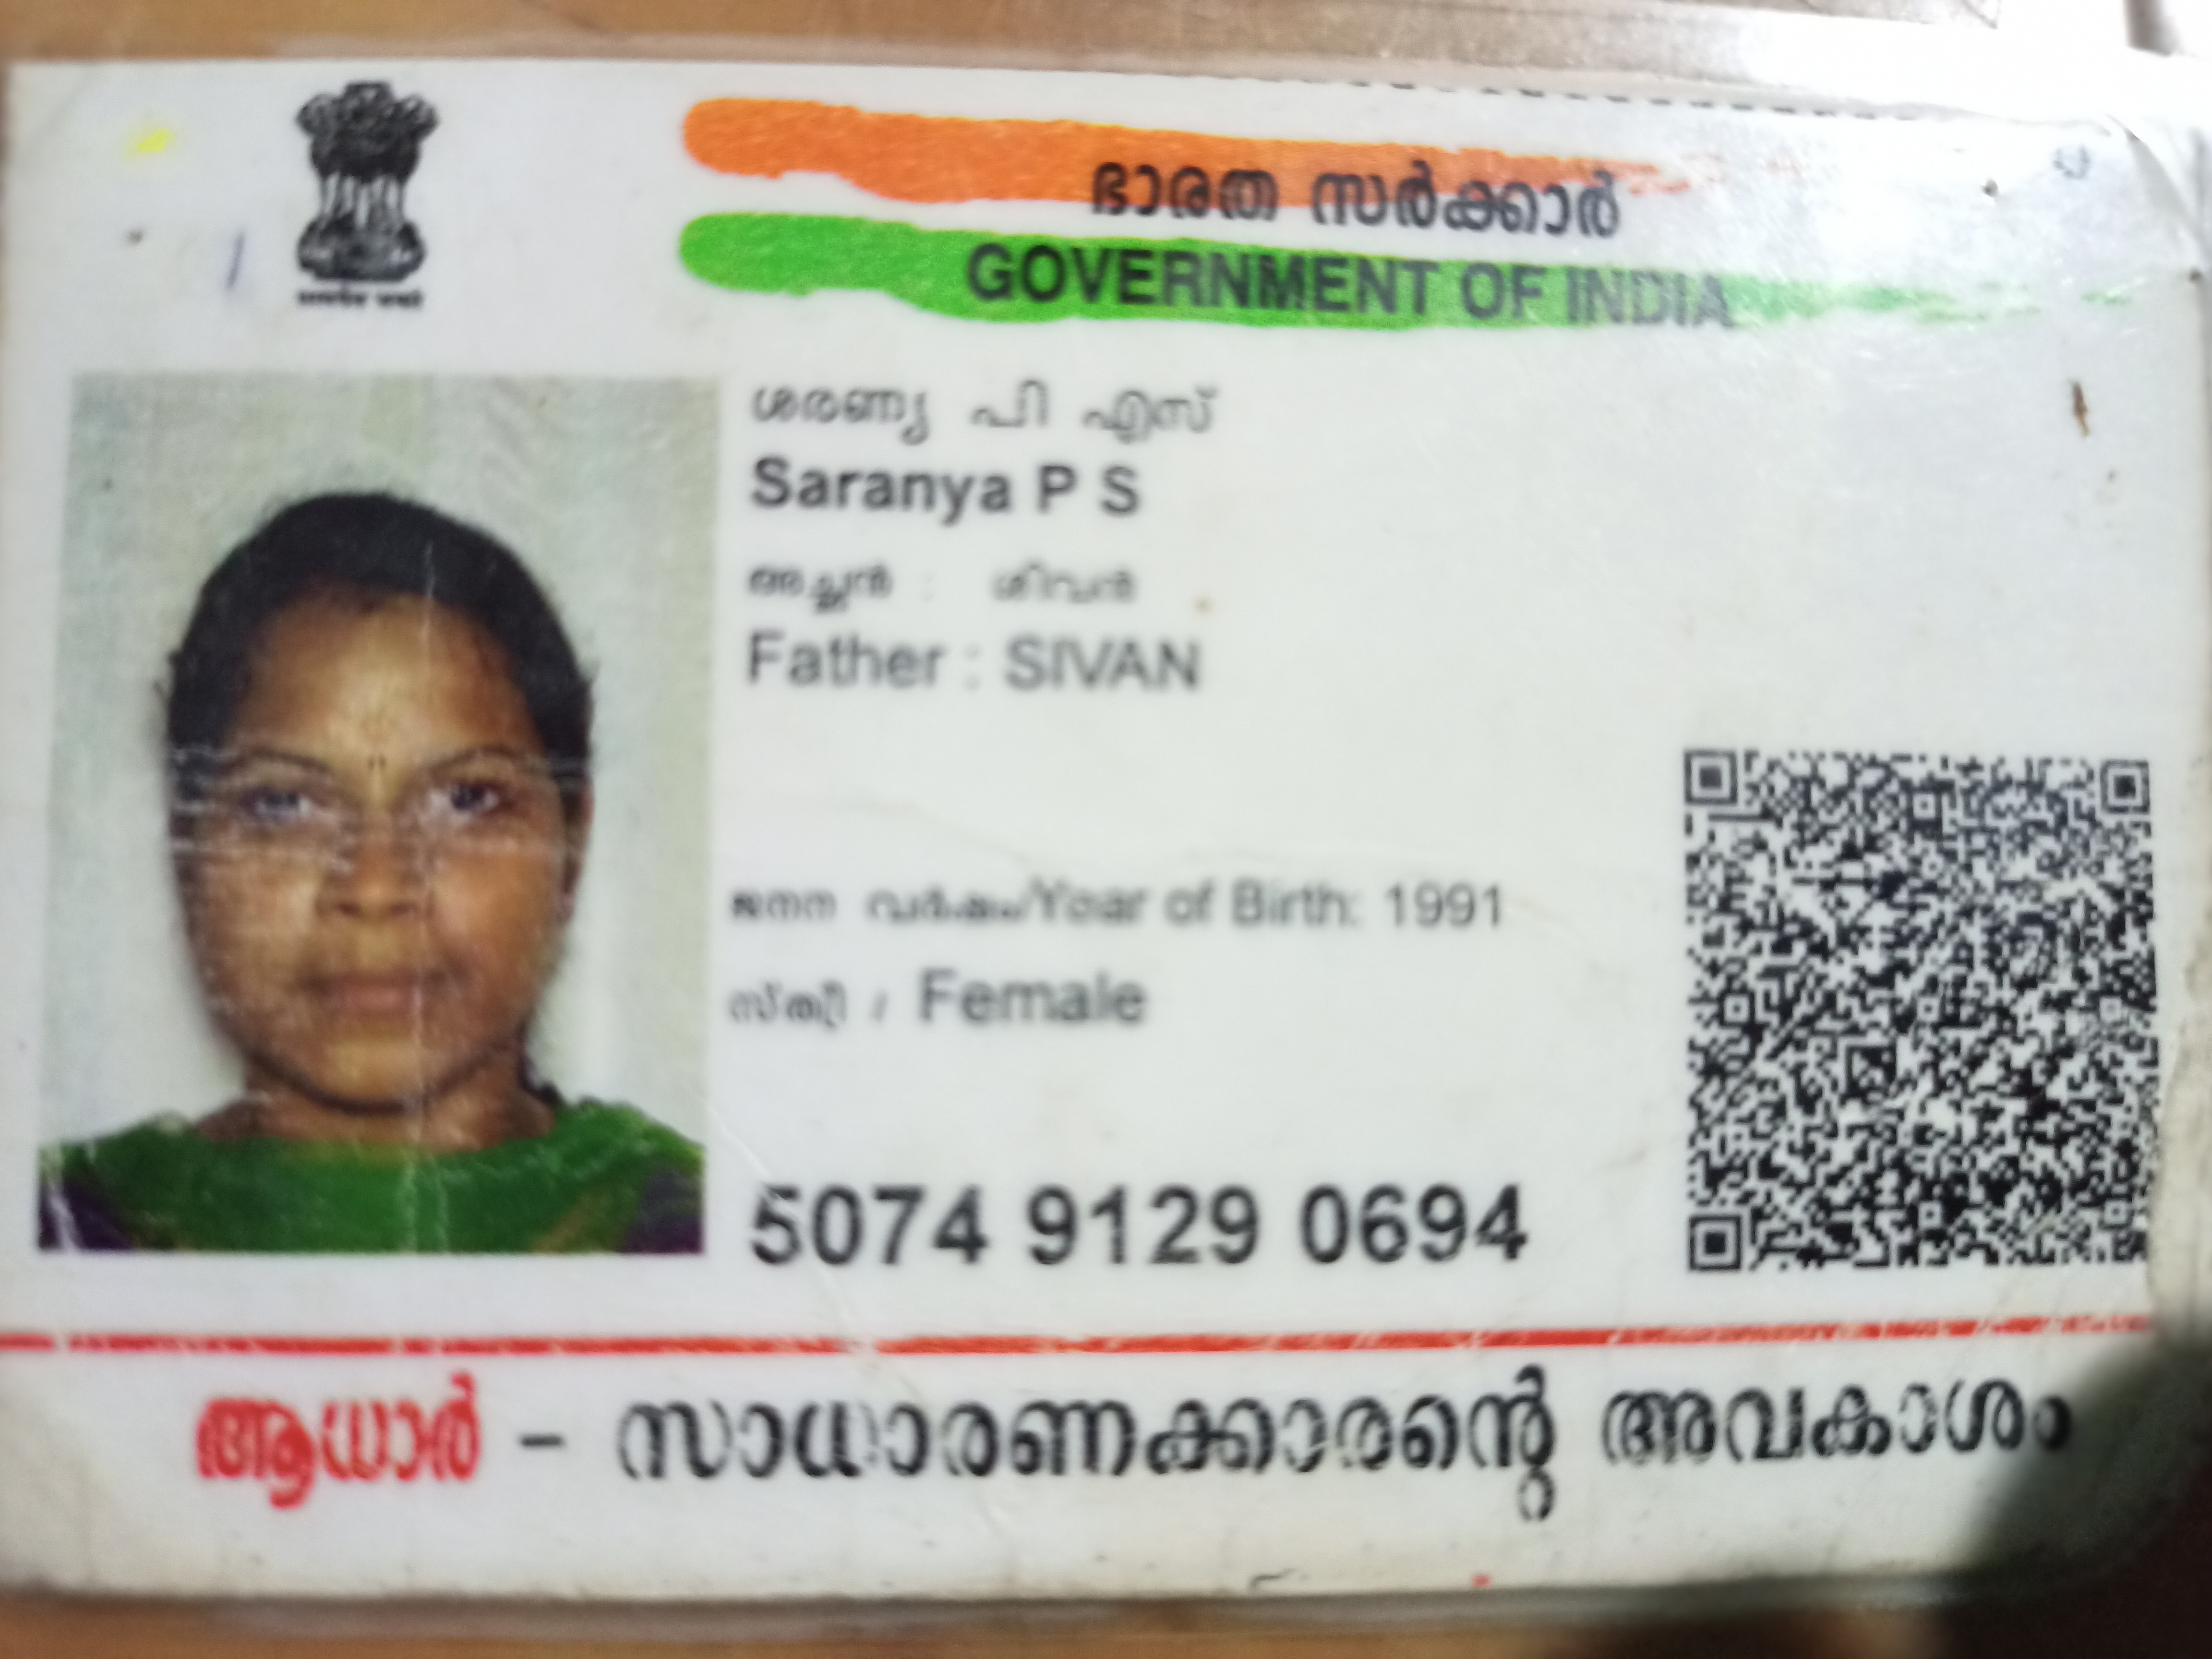 ഭാരത സർക്കാർ
GOVERNMENT OF INDIA
ശരണ്യ പി എസ്
Saranya P S
അച്ഛൻ : ശിവൻ
Father : SIVAN
ജനന വർഷം/Year of Birth: 1991
സ്ത്രീ / Female
5074 9129 0694
ആധാർ – സാധാരണക്കാരന്റെ അവകാശം